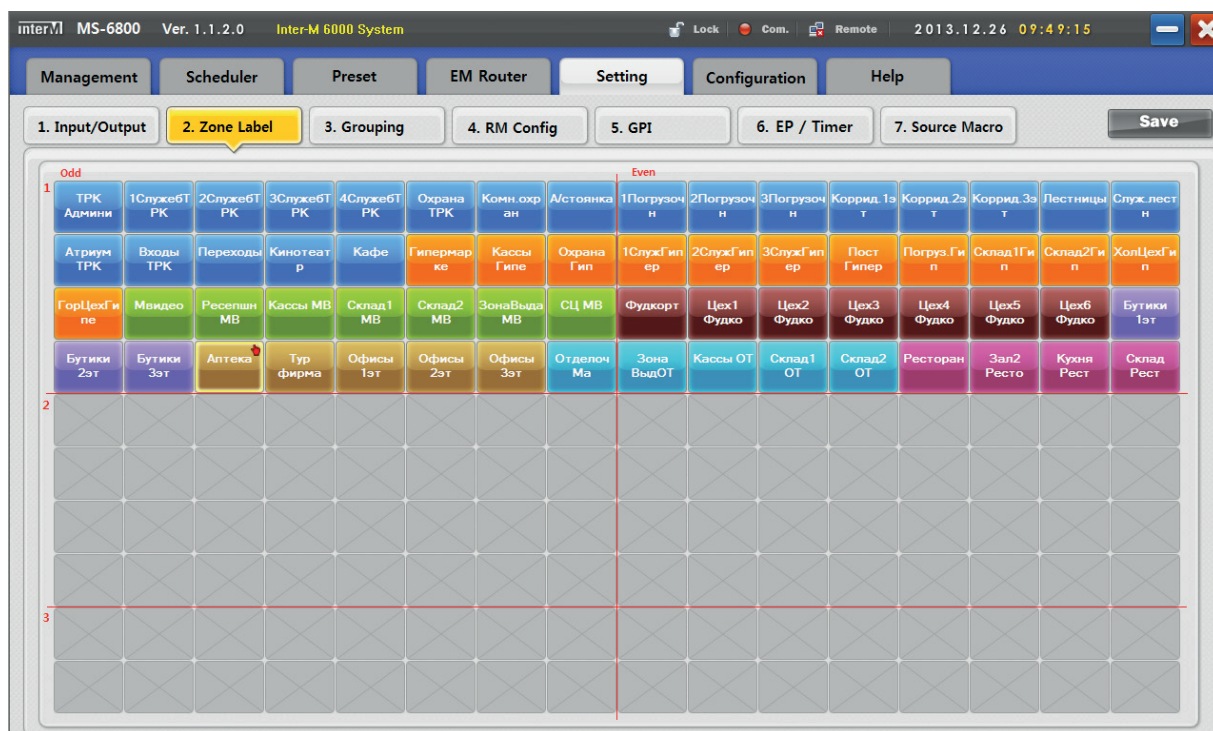 interM MS-6800 Ver. 1.1.2.0 Inter-M 6000 System Lock Com. Remote 2013.12.26 09:49:15
Management Scheduler Preset EM Router Setting Configuration Help
1. Input/Output 2. Zone Label 3. Grouping 4. RM Config 5. GPI 6. EP / Timer 7. Source Macro Save
Odd Even
1
ТРК 1СлужебТ 2СлужебТ 3СлужебТ 4СлужебТ Охрана Комн.охр А/стоянка 1Погрузоч 2Погрузоч 3Погрузоч Коррид.1э Коррид.2э Коррид.3э Лестницы Служ.лест
Админи РК РК РК РК ТРК ан н н н т т т н
Атриум Входы Переходы Кинотеат Кафе Гипермар Кассы Охрана 1СлужГип 2СлужГип 3СлужГип Пост Погруз.Ги Склад1Ги Склад2Ги ХолЦехГи
ТРК ТРК р ке Гипе Гип ер ер ер Гипер п п п п
ГорЦехГи Мвидео Ресепшн Кассы МВ Склад1 Склад2 ЗонаВыда СЦ МВ Фудкорт Цех1 Цех2 Цех3 Цех4 Цех5 Цех6 Бутики
пе МВ МВ МВ МВ Фудко Фудко Фудко Фудко Фудко Фудко 1эт
Бутики Бутики Аптека Тур Офисы Офисы Офисы Отделоч Зона Кассы ОТ Склад1 Склад2 Ресторан Зал2 Кухня Склад
2эт 3эт фирма 1эт 2эт 3эт Ма ВыдОТ ОТ ОТ Ресто Рест Рест
2
3